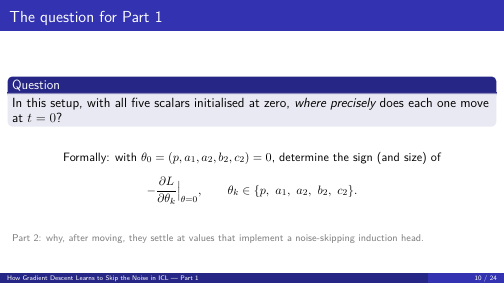 The question for Part 1
Question
In this setup, with all five scalars initialised at zero, where precisely does each one move
at t = 0?
Formally: with θ₀ = (p, a₁, a₂, b₂, c₂) = 0, determine the sign (and size) of
−∂L/∂θₖ|θ=0, θₖ ∈ {p, a₁, a₂, b₂, c₂}.
Part 2: why, after moving, they settle at values that implement a noise-skipping induction head.
How Gradient Descent Learns to Skip the Noise in ICL — Part 1 10 / 24